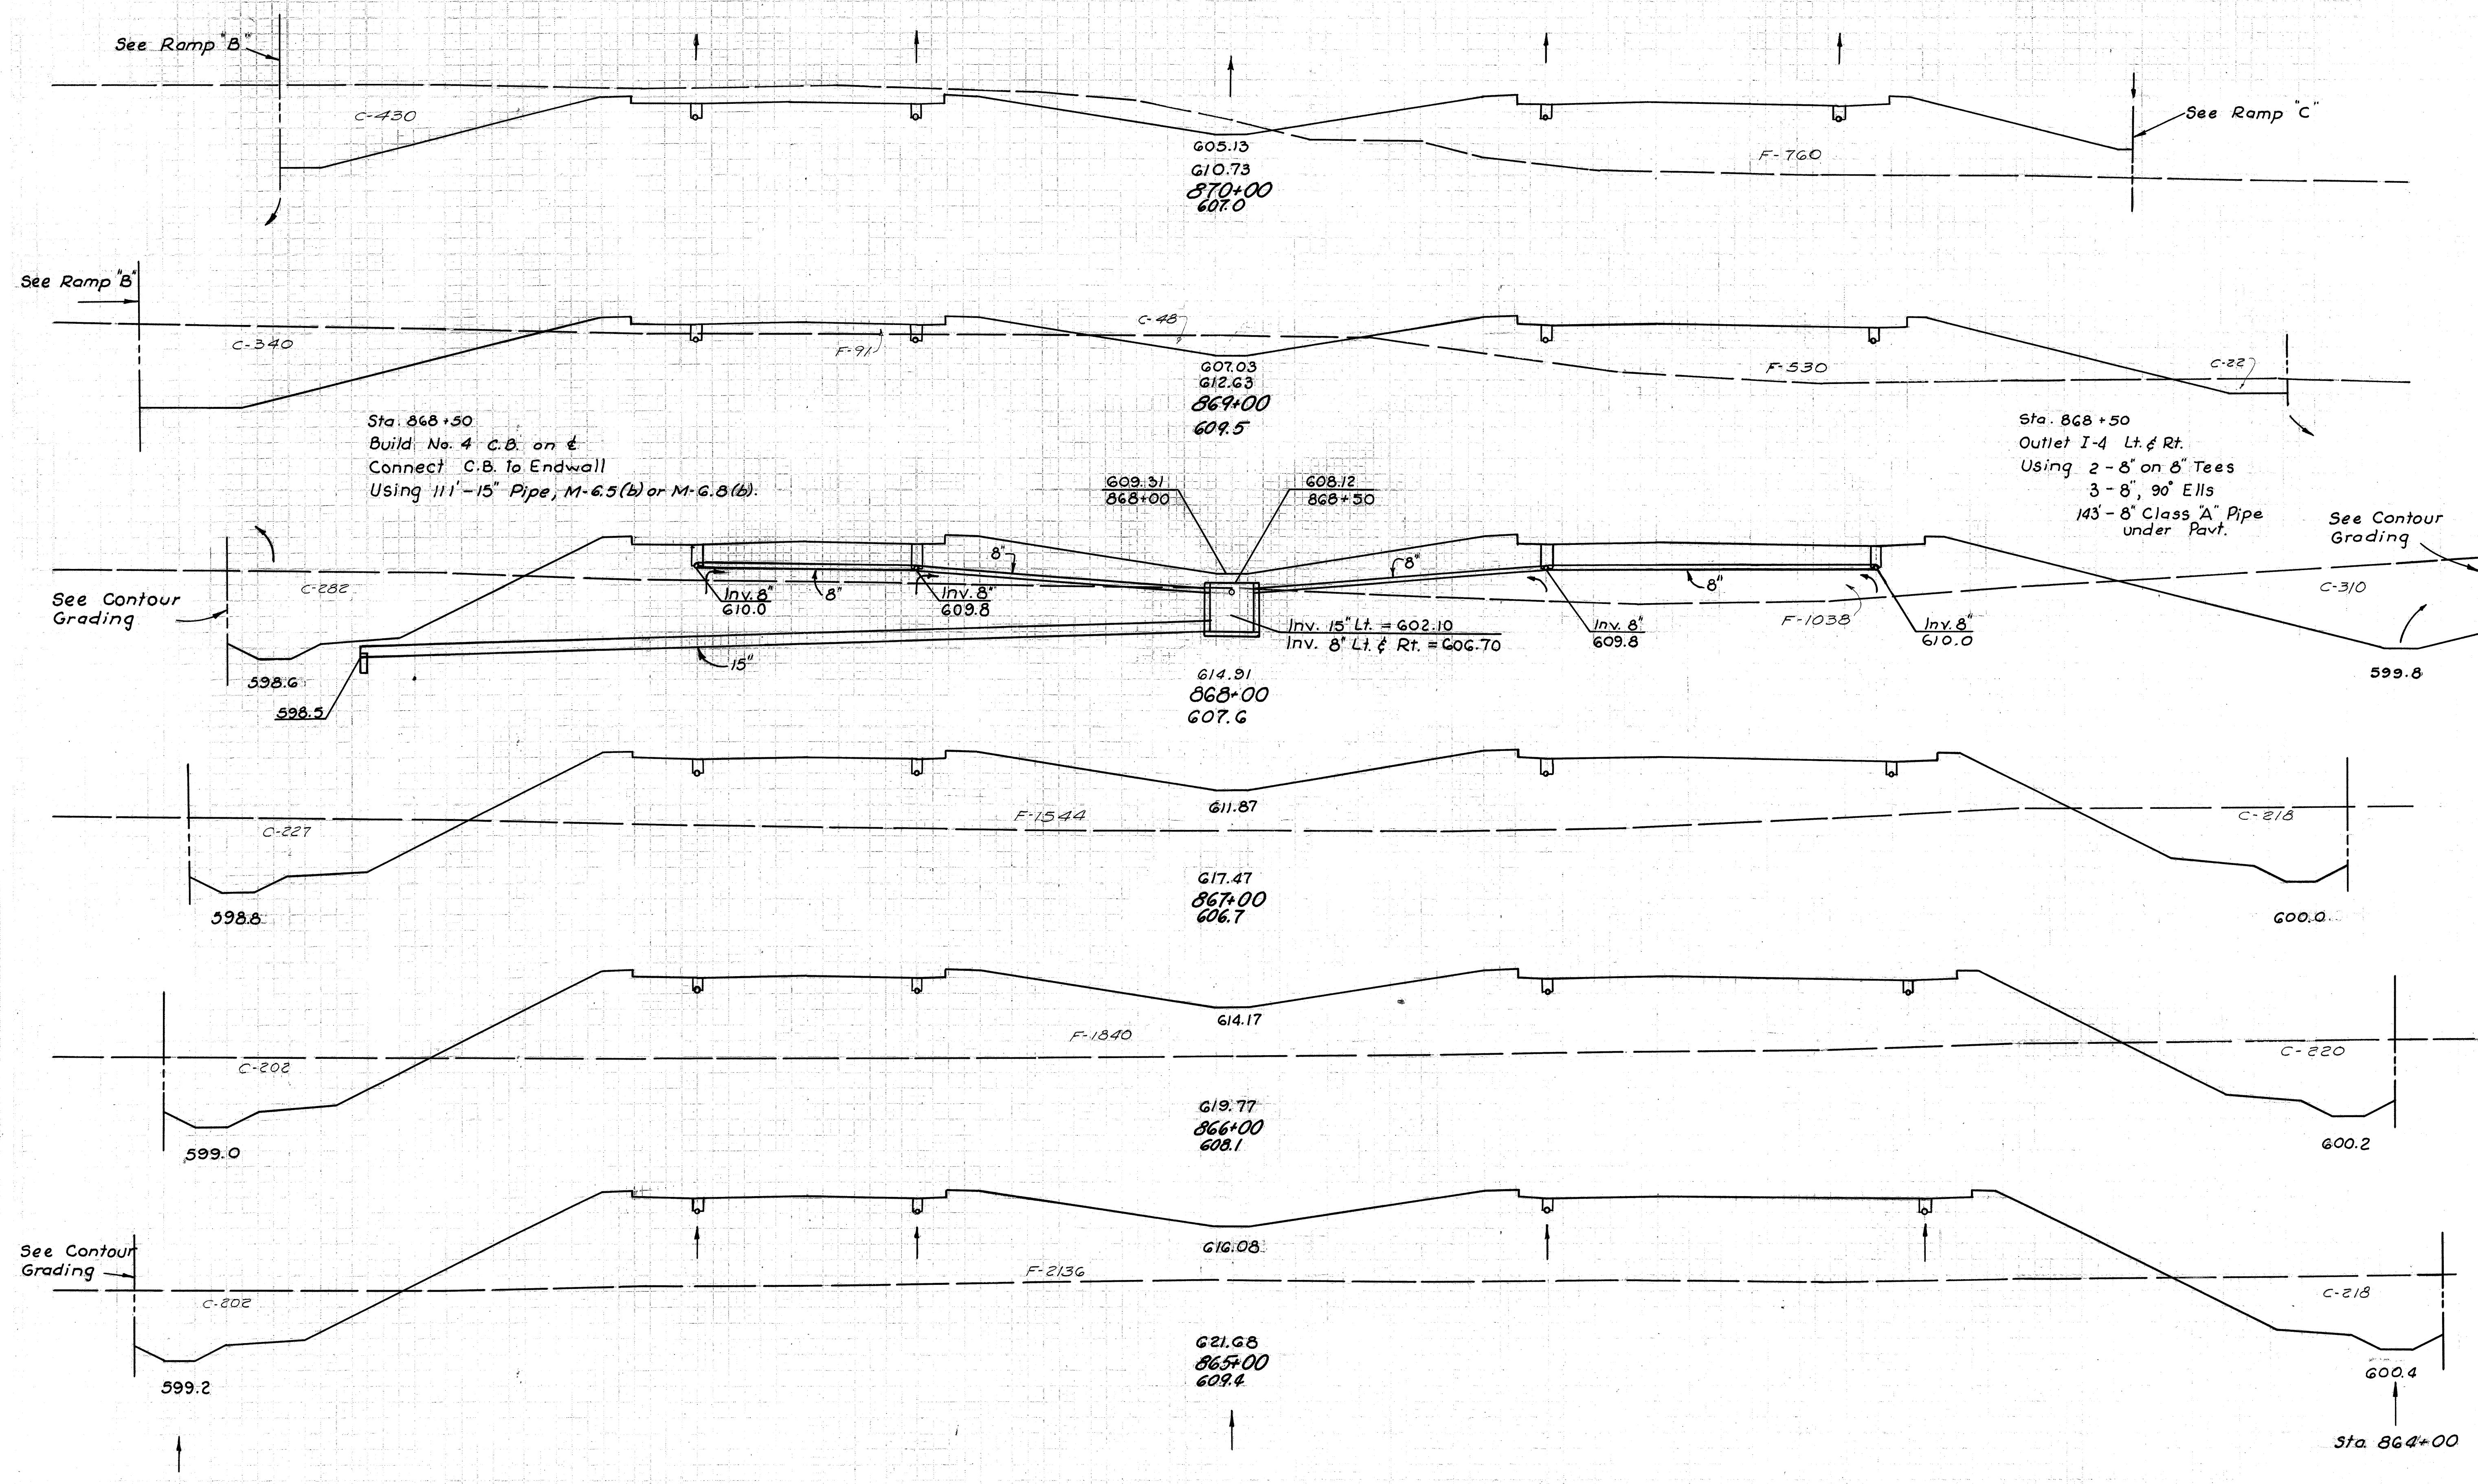 See Ramp "B"
C-430
605.13
610.73
870+00
607.0
F-760
See Ramp "C"
See Ramp "B"
C-340
F-91
C-48
607.03
612.63
869+00
609.5
F-530
C-22
Sta. 868+50
Build No. 4 C.B. on ℄
Connect C.B. To Endwall
Using 111'-15" Pipe, M-6.5(b) or M-6.8(b).
609.31
868+00
608.12
868+50
Sta. 868+50
Outlet I-4 Lt. & Rt.
Using 2-8" on 8" Tees
3-8", 90° Ells
143'-8" Class "A" Pipe
under Pavt.
See Contour
Grading
See Contour
Grading
C-282
Inv. 8"
610.0
8"
Inv. 8"
609.8
8"
8"
Inv. 15" Lt. = 602.10
Inv. 8" Lt. & Rt. = 606.70
Inv. 8"
609.8
8"
F-1038
Inv. 8"
610.0
C-310
598.6
598.5
15"
614.91
868+00
607.6
599.8
C-227
F-1544
611.87
C-218
598.8
617.47
867+00
606.7
600.0
C-202
F-1840
614.17
C-220
599.0
619.77
866+00
608.1
600.2
See Contour
Grading
C-202
F-2136
616.08
C-218
599.2
621.68
865+00
609.4
600.4
Sta. 864+00